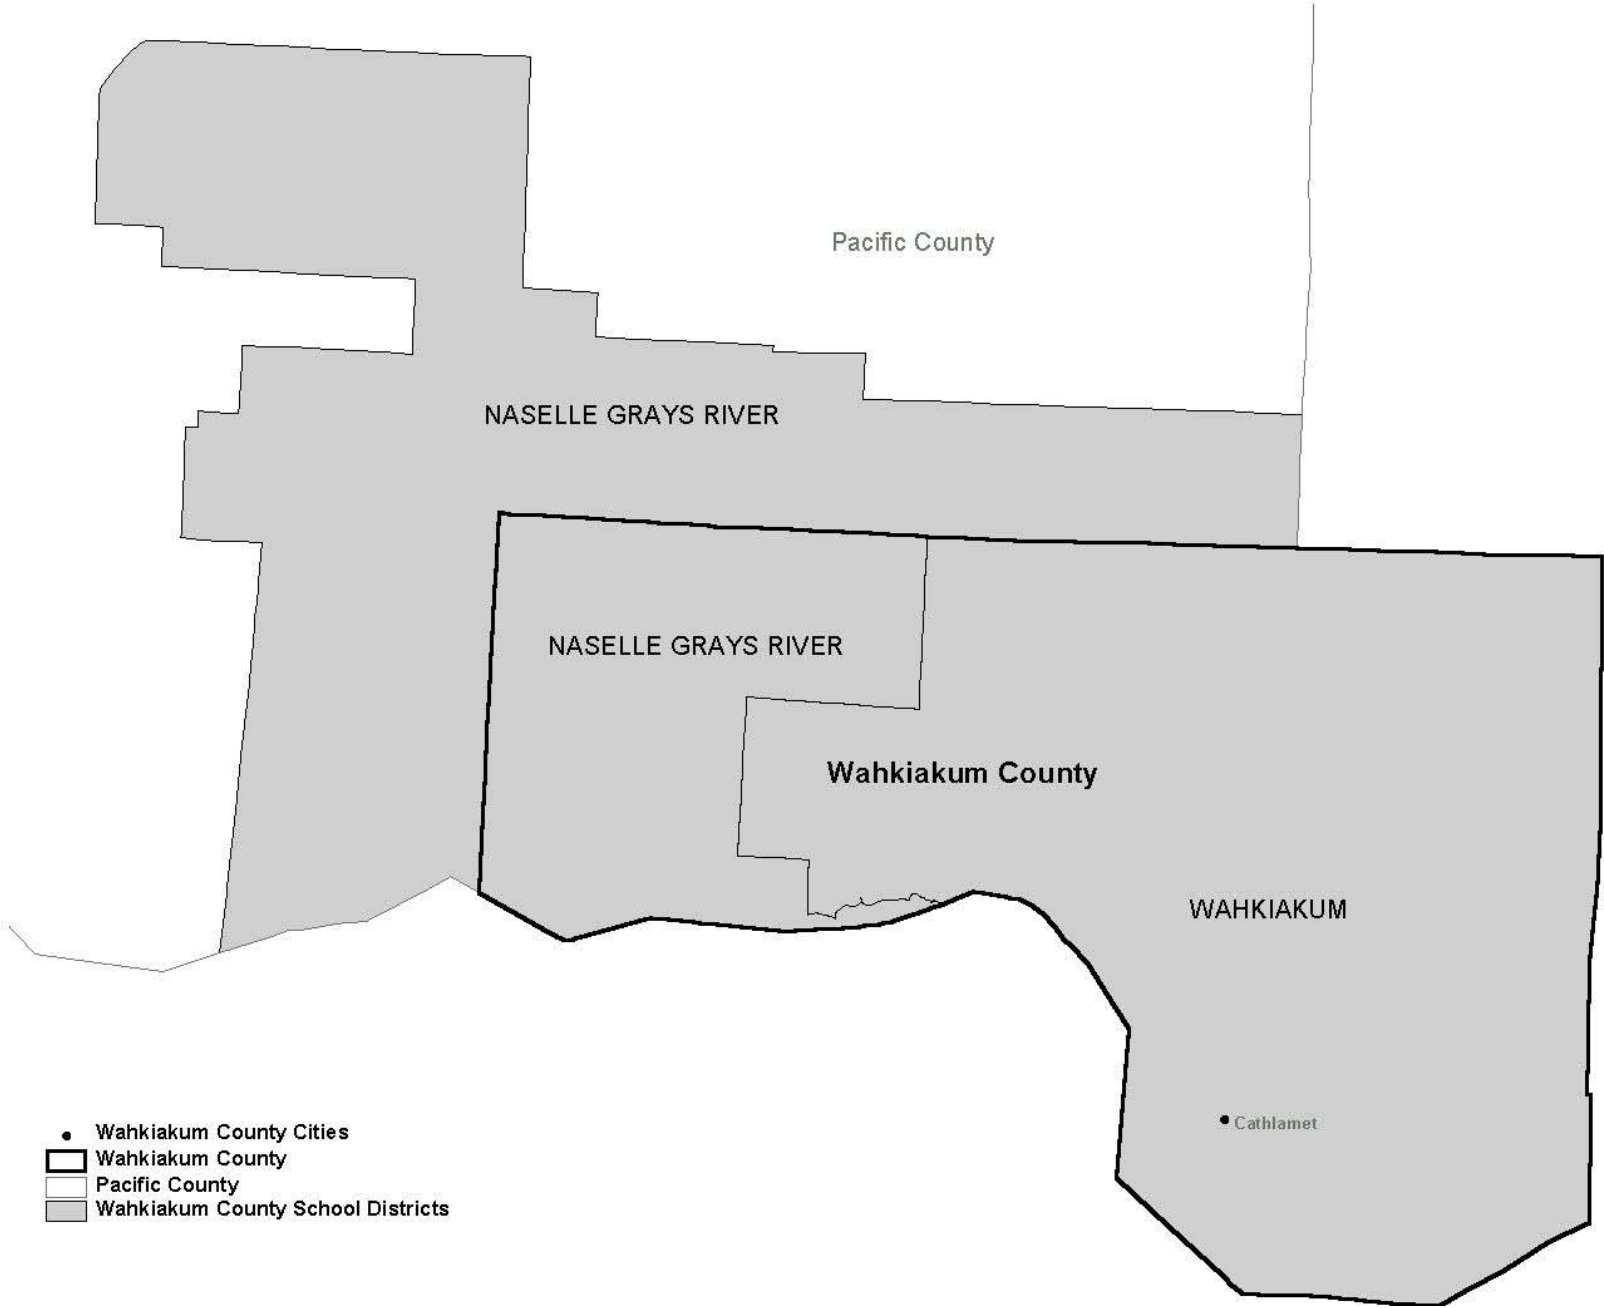 Pacific County
NASELLE GRAYS RIVER
NASELLE GRAYS RIVER
Wahkiakum County
WAHKIAKUM
Cathlamet
Wahkiakum County Cities
Wahkiakum County
Pacific County
Wahkiakum County School Districts